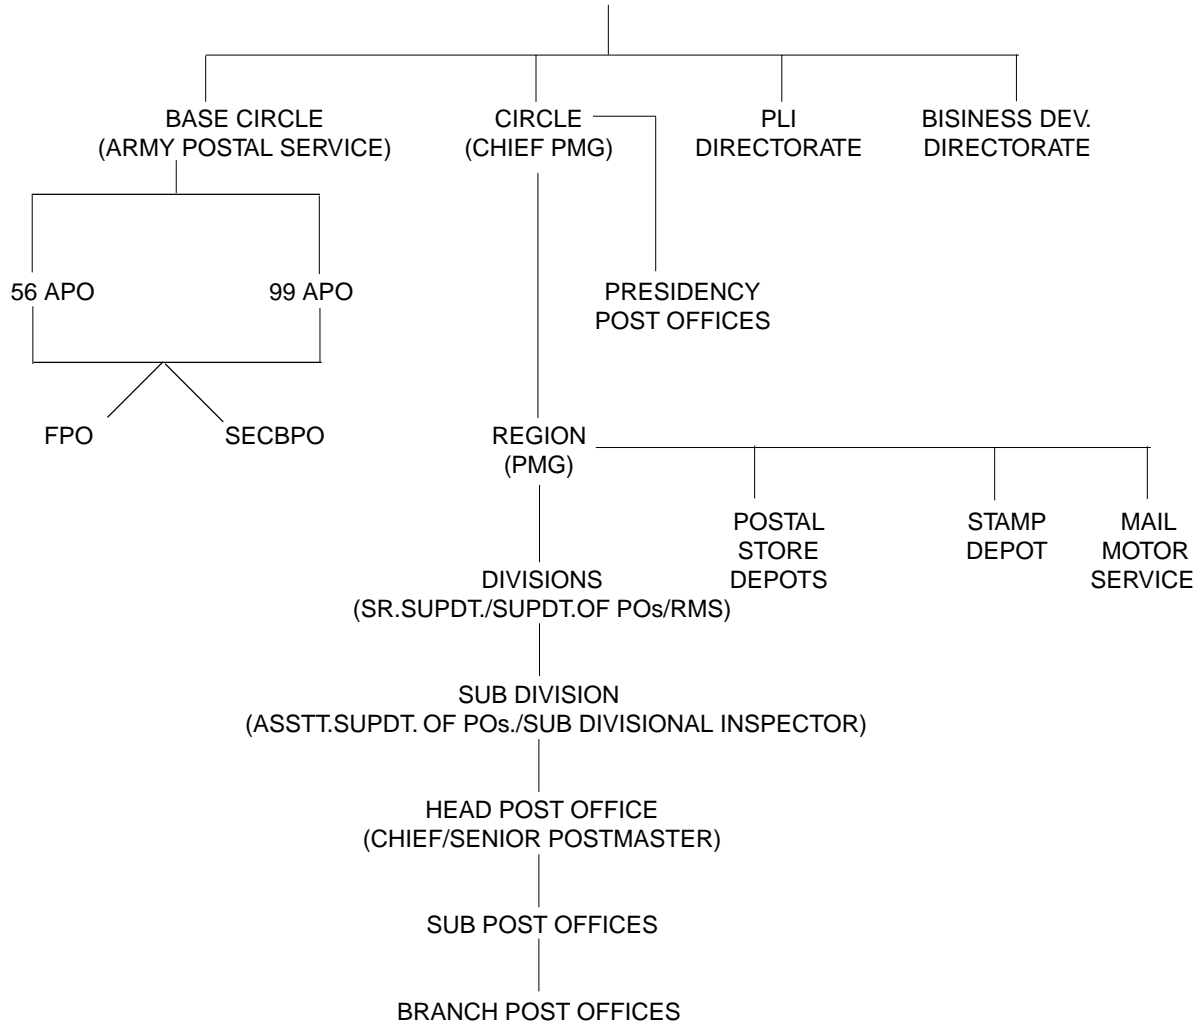 BASE CIRCLE
(ARMY POSTAL SERVICE)
CIRCLE
(CHIEF PMG)
PLI
DIRECTORATE
BISINESS DEV.
DIRECTORATE
56 APO
99 APO
PRESIDENCY
POST OFFICES
FPO
SECBPO
REGION
(PMG)
POSTAL
STORE
DEPOTS
STAMP
DEPOT
MAIL
MOTOR
SERVICE
DIVISIONS
(SR.SUPDT./SUPDT.OF POs/RMS)
SUB DIVISION
(ASSTT.SUPDT. OF POs./SUB DIVISIONAL INSPECTOR)
HEAD POST OFFICE
(CHIEF/SENIOR POSTMASTER)
SUB POST OFFICES
BRANCH POST OFFICES